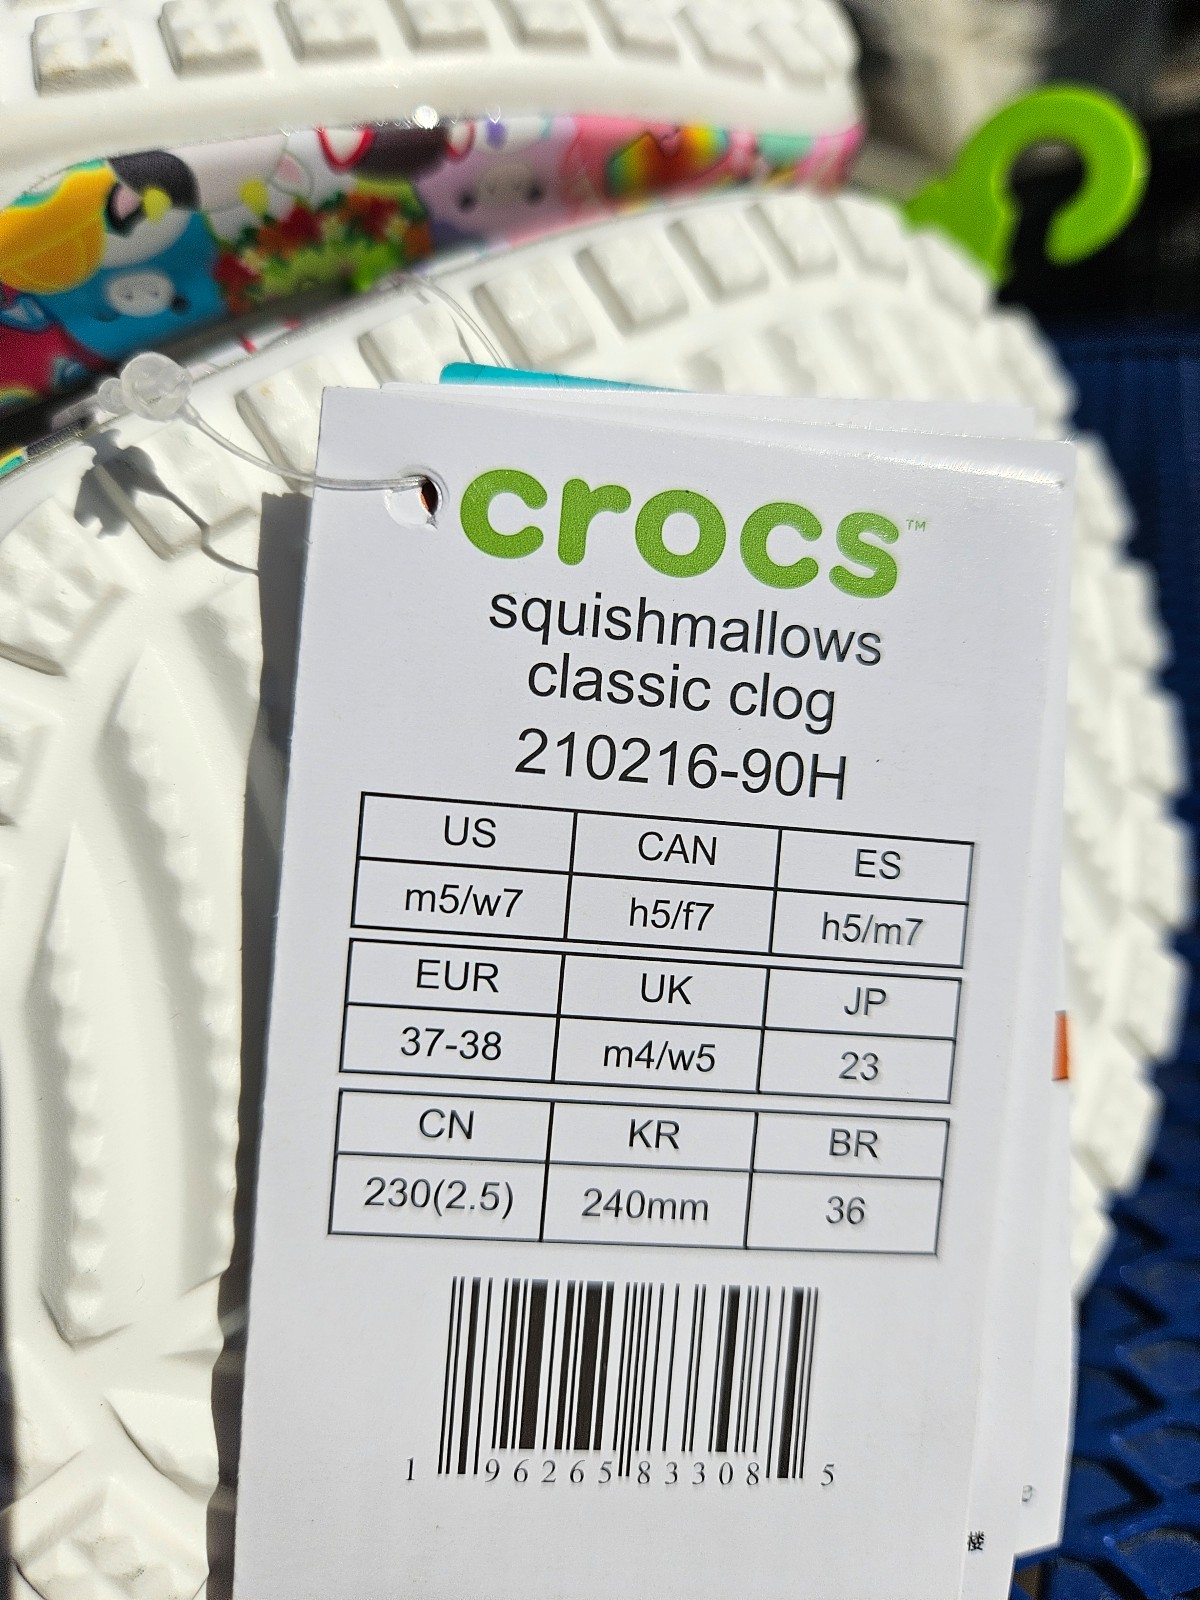 crocs™
squishmallows
classic clog
210216-90H
US CAN ES
m5/w7 h5/f7 h5/m7
EUR UK JP
37-38 m4/w5 23
CN KR BR
230(2.5) 240mm 36
1 96265 83308 5
楼